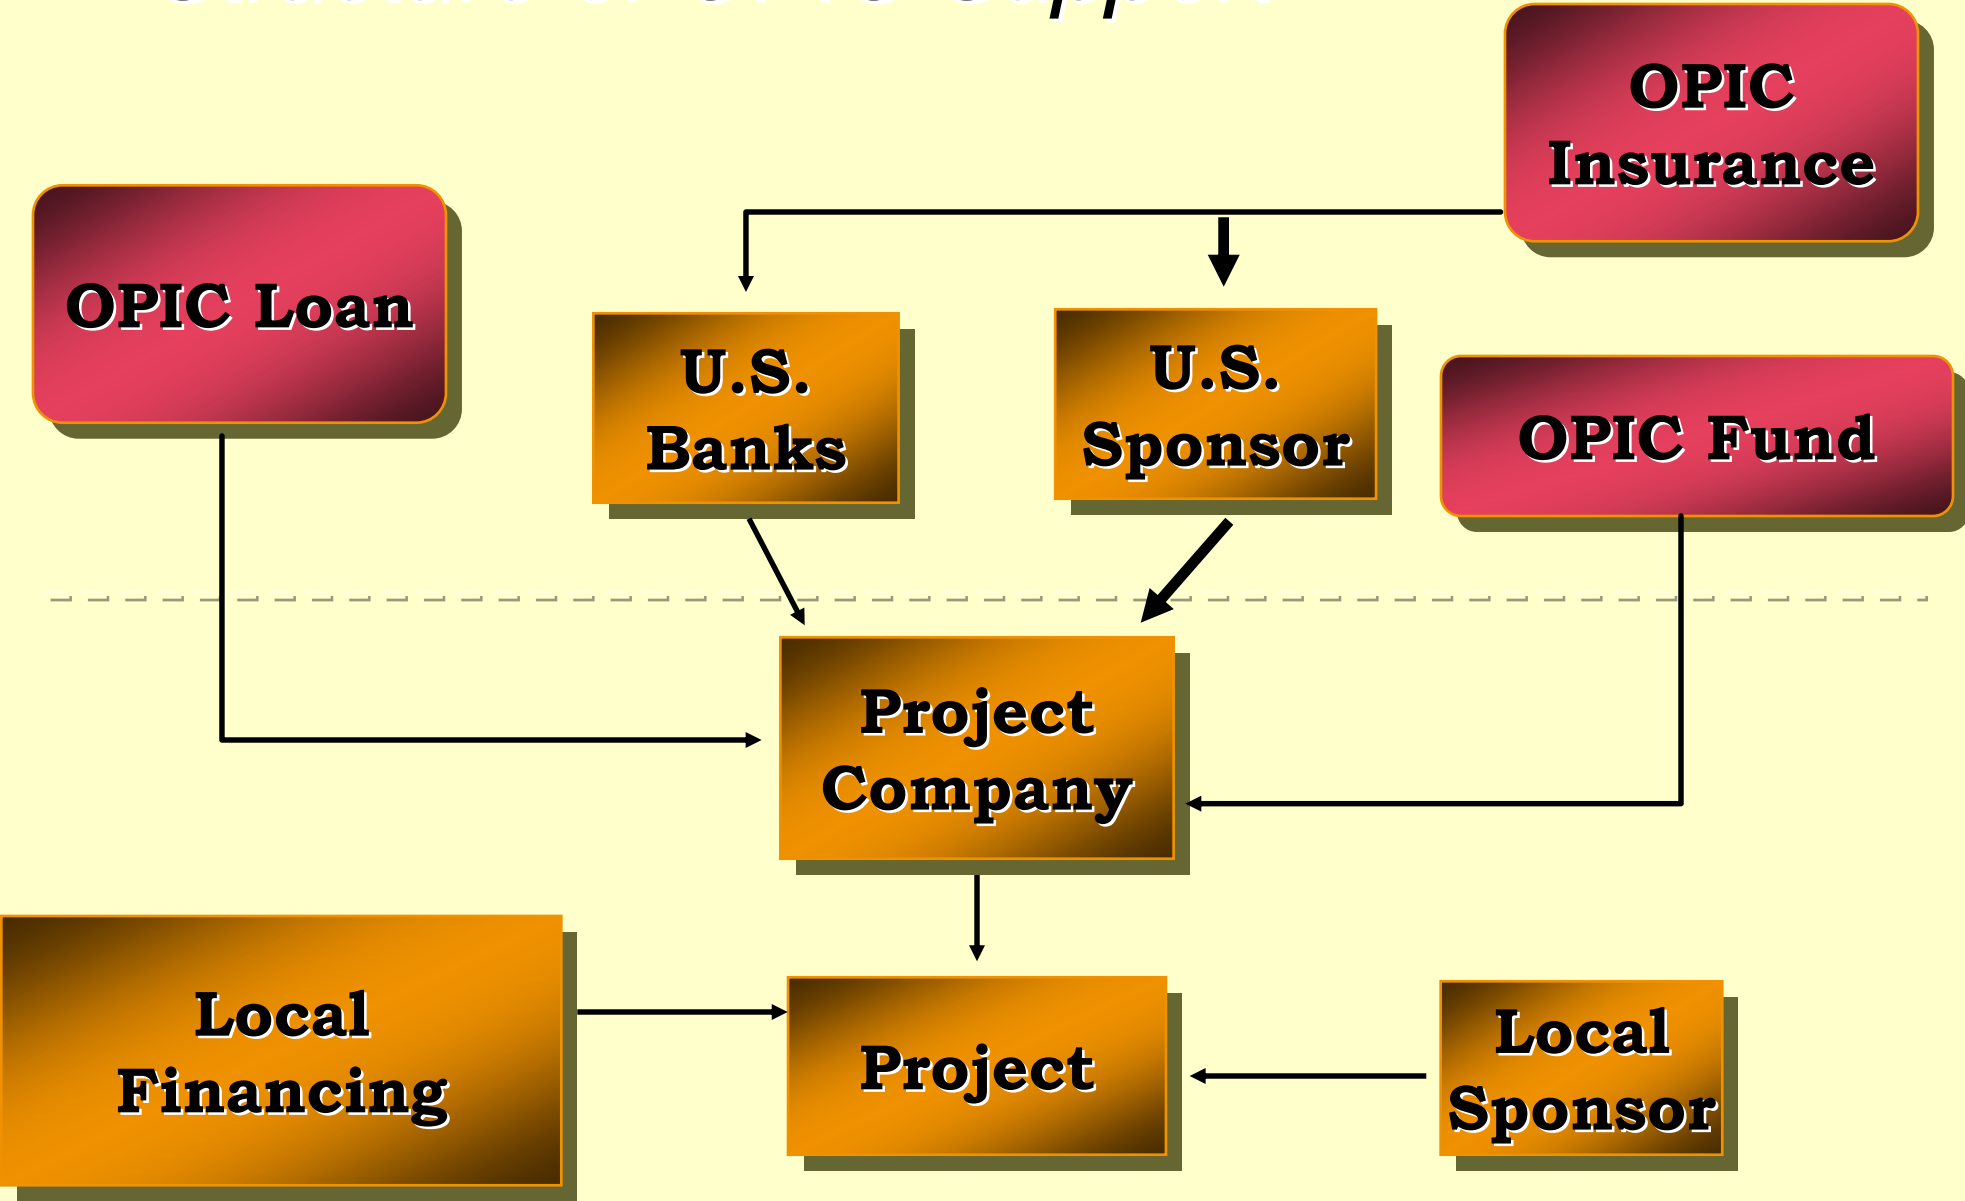 OPIC
Insurance
OPIC Loan
U.S.
Banks
U.S.
Sponsor
OPIC Fund
Project
Company
Local
Financing
Project
Local
Sponsor